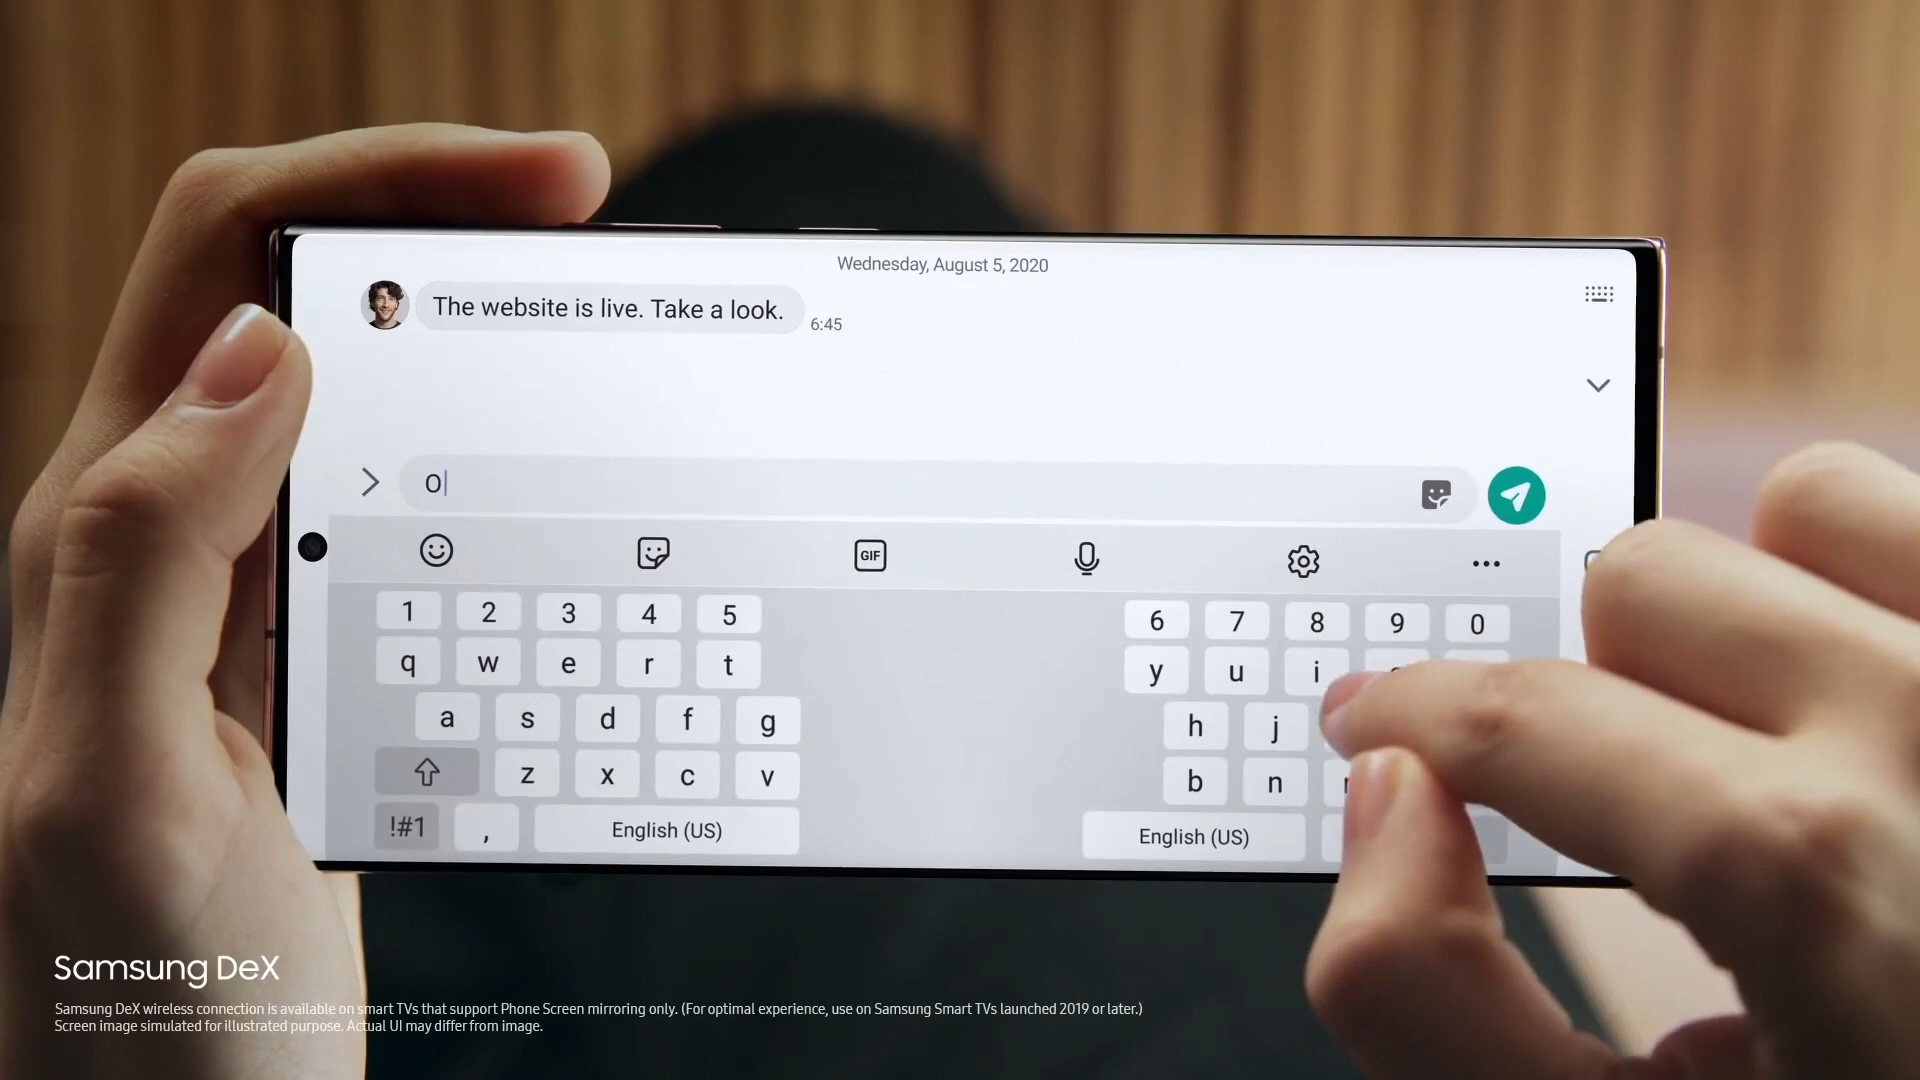 Wednesday, August 5, 2020
The website is live. Take a look.
6:45
O
GIF
1 2 3 4 5 6 7 8 9 0
q w e r t y u i
a s d f g h j
z x c v b n
!#1 , English (US) English (US)
Samsung DeX
Samsung DeX wireless connection is available on smart TVs that support Phone Screen mirroring only. (For optimal experience, use on Samsung Smart TVs launched 2019 or later.)
Screen image simulated for illustrated purpose. Actual UI may differ from image.